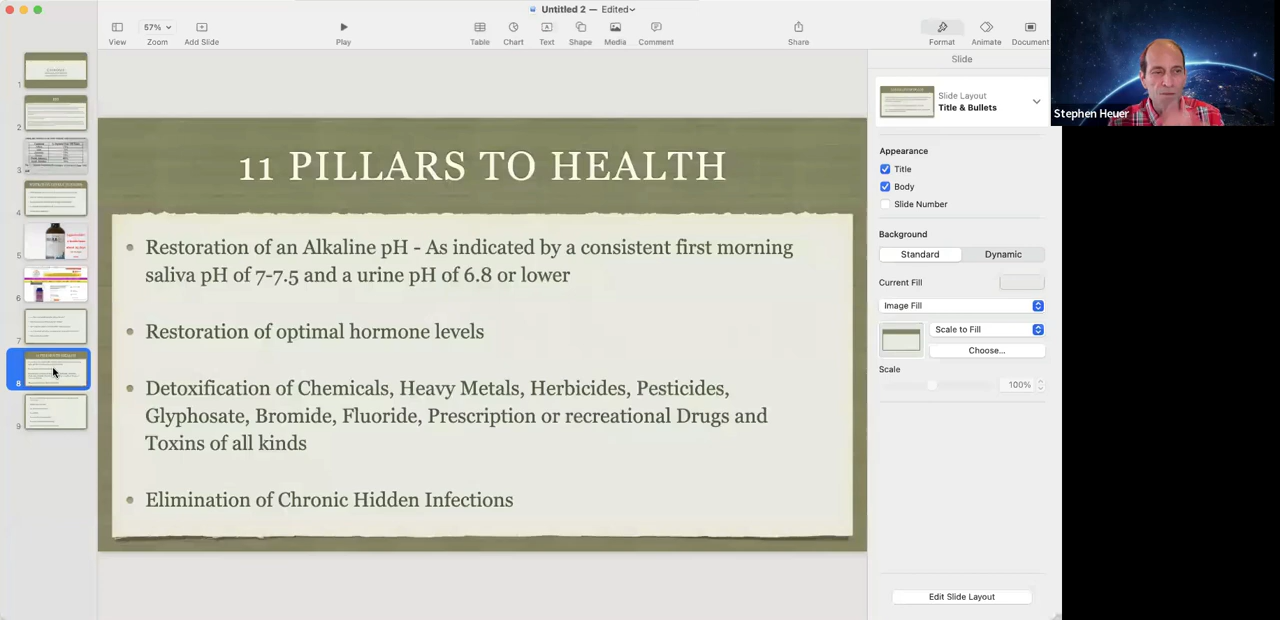 Untitled 2 — Edited
57%
View
Zoom
Add Slide
Play
Table
Chart
Text
Shape
Media
Comment
Share
Format
Animate
Document
1
2
3
4
5
6
7
8
9
11 PILLARS TO HEALTH
Restoration of an Alkaline pH - As indicated by a consistent first morning
saliva pH of 7-7.5 and a urine pH of 6.8 or lower
Restoration of optimal hormone levels
Detoxification of Chemicals, Heavy Metals, Herbicides, Pesticides,
Glyphosate, Bromide, Fluoride, Prescription or recreational Drugs and
Toxins of all kinds
Elimination of Chronic Hidden Infections
Slide
Slide Layout
Title & Bullets
Appearance
Title
Body
Slide Number
Background
Standard
Dynamic
Current Fill
Image Fill
Scale to Fill
Choose...
Scale
100%
Edit Slide Layout
Stephen Heuer